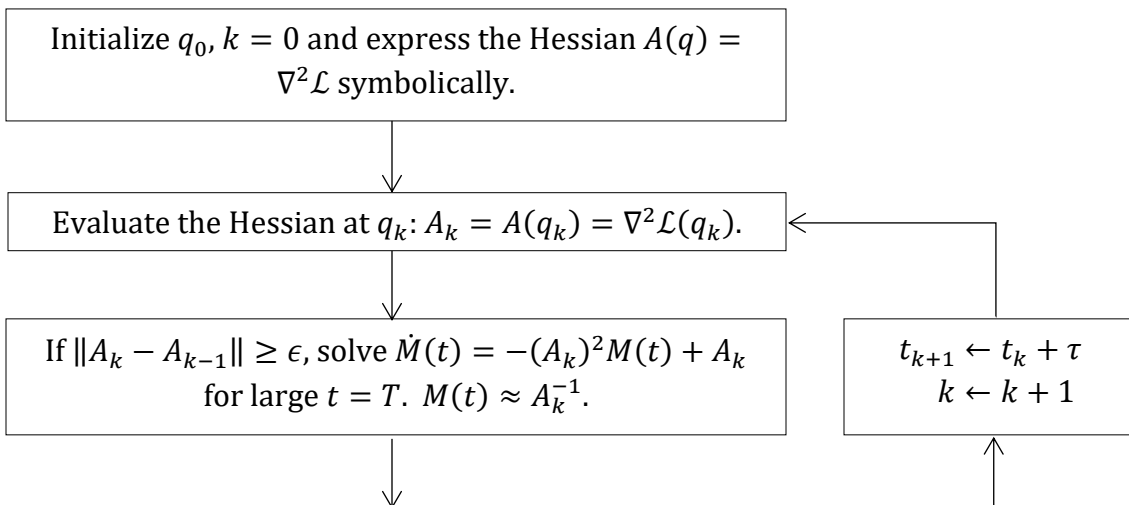 Initialize q₀, k = 0 and express the Hessian A(q) =
∇²ℒ symbolically.
Evaluate the Hessian at qₖ: Aₖ = A(qₖ) = ∇²ℒ(qₖ).
If ‖Aₖ − Aₖ₋₁‖ ≥ ϵ, solve Ṁ(t) = −(Aₖ)²M(t) + Aₖ
for large t = T. M(t) ≈ Aₖ⁻¹.
tₖ₊₁ ← tₖ + τ
k ← k + 1